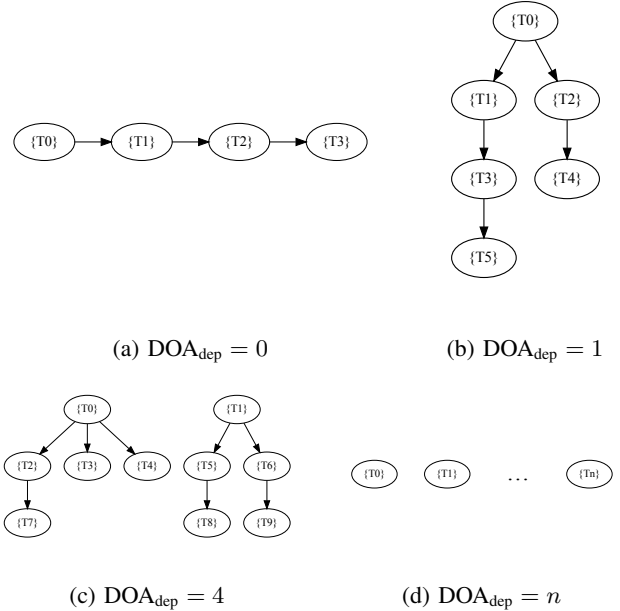 {T0}
{T1}
{T2}
{T3}
(a) DOA_dep = 0
{T0}
{T1} {T2}
{T3} {T4}
{T5}
(b) DOA_dep = 1
{T0} {T1}
{T2} {T3} {T4} {T5} {T6}
{T7} {T8} {T9}
(c) DOA_dep = 4
{T0} {T1} ... {Tn}
(d) DOA_dep = n